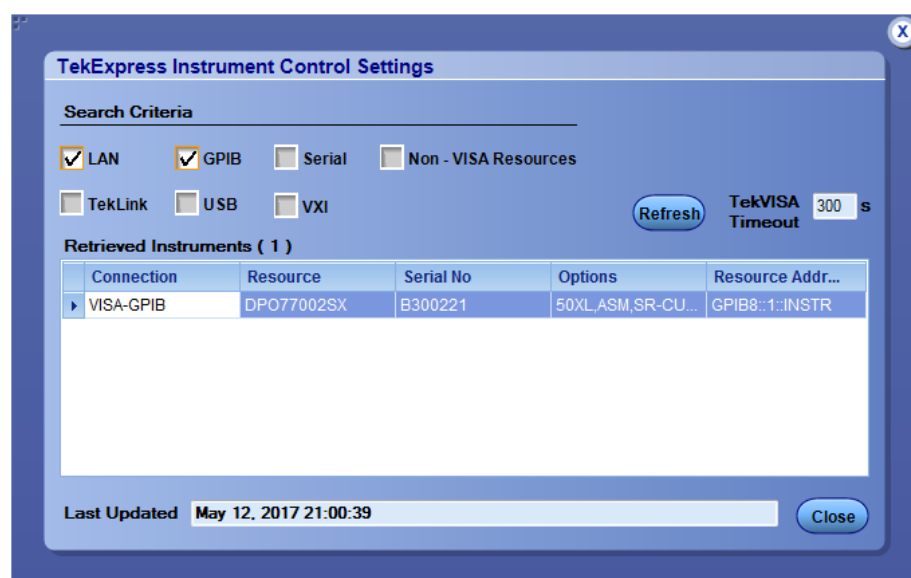 X
TekExpress Instrument Control Settings
Search Criteria
LAN GPIB Serial Non - VISA Resources
TekLink USB VXI Refresh TekVISA Timeout 300 s
Retrieved Instruments ( 1 )
Connection Resource Serial No Options Resource Addr...
VISA-GPIB DPO77002SX B300221 50XL,ASM,SR-CU... GPIB8::1::INSTR
Last Updated May 12, 2017 21:00:39 Close